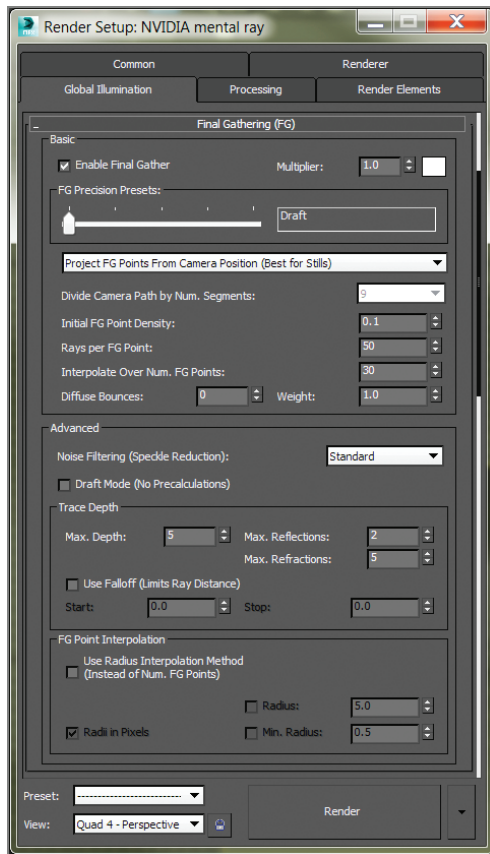 Render Setup: NVIDIA mental ray
Common Renderer
Global Illumination Processing Render Elements
- Final Gathering (FG)
Basic
Enable Final Gather Multiplier: 1.0
FG Precision Presets:
Draft
Project FG Points From Camera Position (Best for Stills)
Divide Camera Path by Num. Segments: 9
Initial FG Point Density: 0.1
Rays per FG Point: 50
Interpolate Over Num. FG Points: 30
Diffuse Bounces: 0 Weight: 1.0
Advanced
Noise Filtering (Speckle Reduction): Standard
Draft Mode (No Precalculations)
Trace Depth
Max. Depth: 5 Max. Reflections: 2
Max. Refractions: 5
Use Falloff (Limits Ray Distance)
Start: 0.0 Stop: 0.0
FG Point Interpolation
Use Radius Interpolation Method
(Instead of Num. FG Points)
Radius: 5.0
Radii in Pixels Min. Radius: 0.5
Preset: --------------------
Render
View: Quad 4 - Perspective